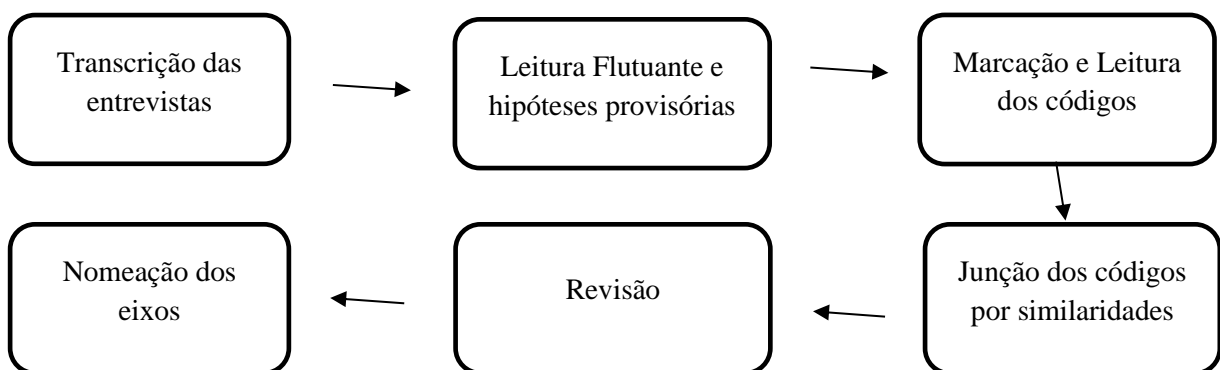 Transcrição das
entrevistas
Leitura Flutuante e
hipóteses provisórias
Marcação e Leitura
dos códigos
Junção dos códigos
por similaridades
Revisão
Nomeação dos
eixos